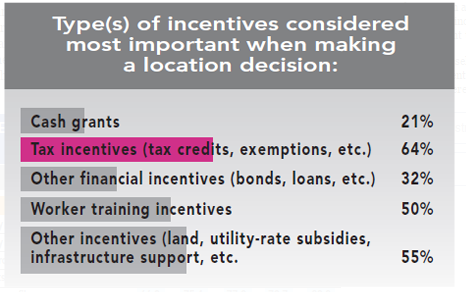 Type(s) of incentives considered
most important when making
a location decision:
Cash grants 21%
Tax incentives (tax credits, exemptions, etc.) 64%
Other financial incentives (bonds, loans, etc.) 32%
Worker training incentives 50%
Other incentives (land, utility-rate subsidies,
infrastructure support, etc. 55%